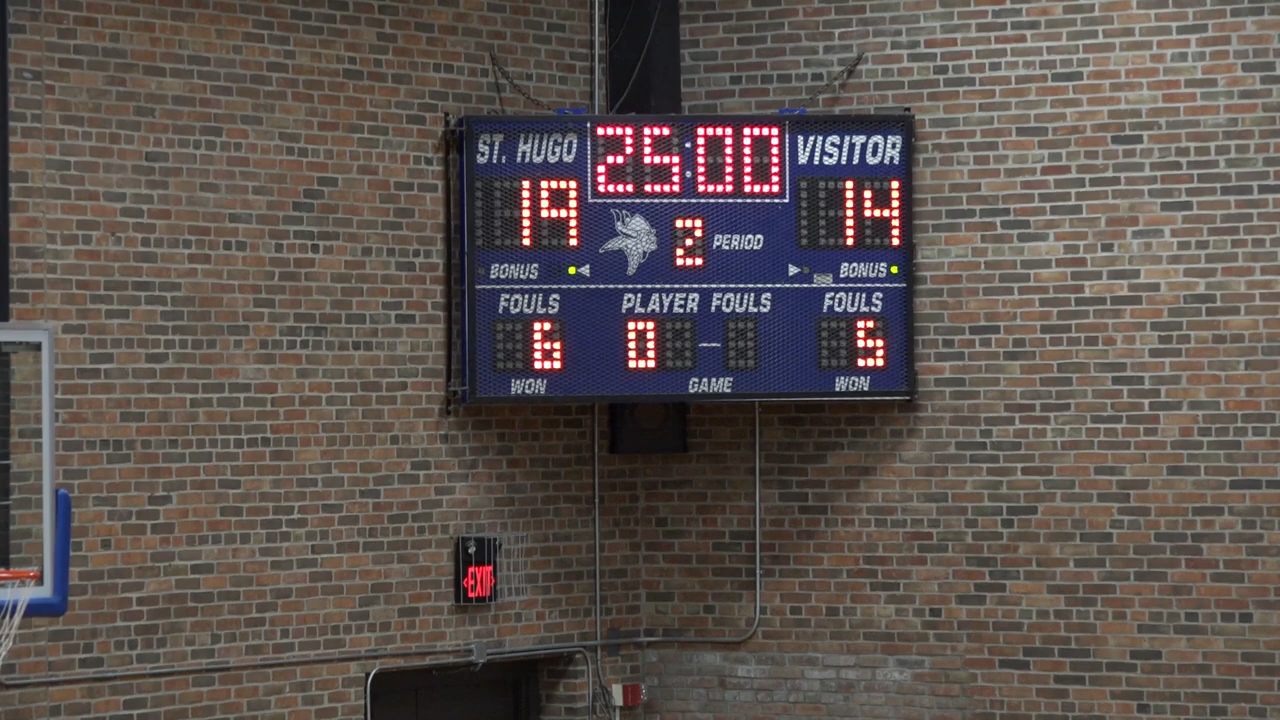 ST. HUGO 25:00 VISITOR
19 14
2 PERIOD
BONUS BONUS
FOULS PLAYER FOULS FOULS
6 0 - 5
WON GAME WON
EXIT